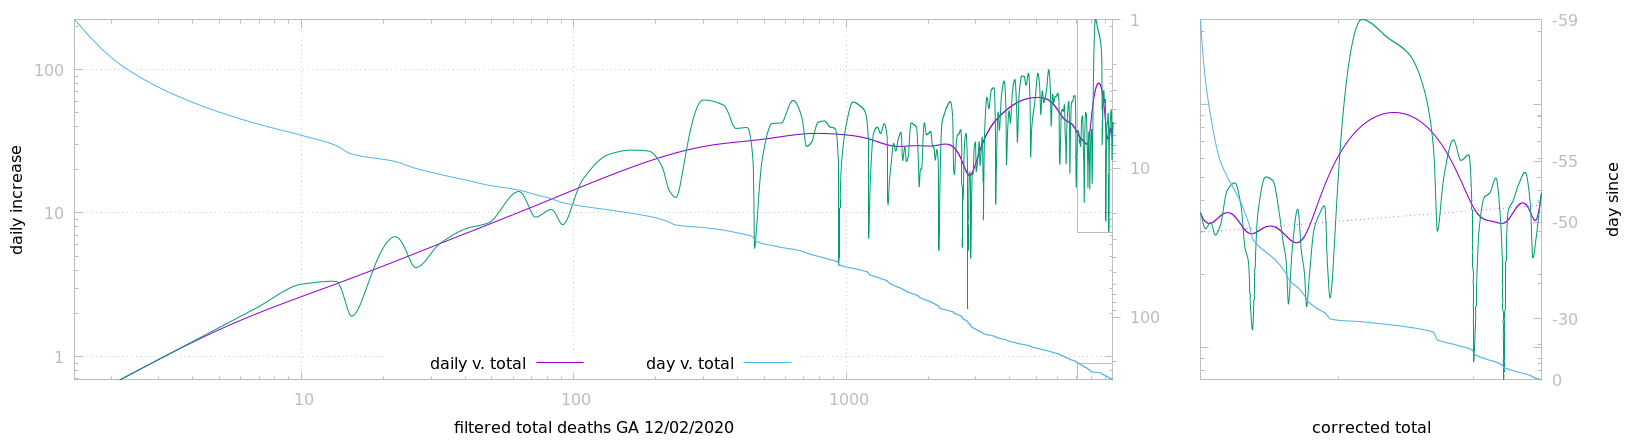 daily increase
100
10
1
10
100
1000
filtered total deaths GA 12/02/2020
daily v. total
day v. total
1
10
100
-59
-55
-50
-30
0
day since
corrected total